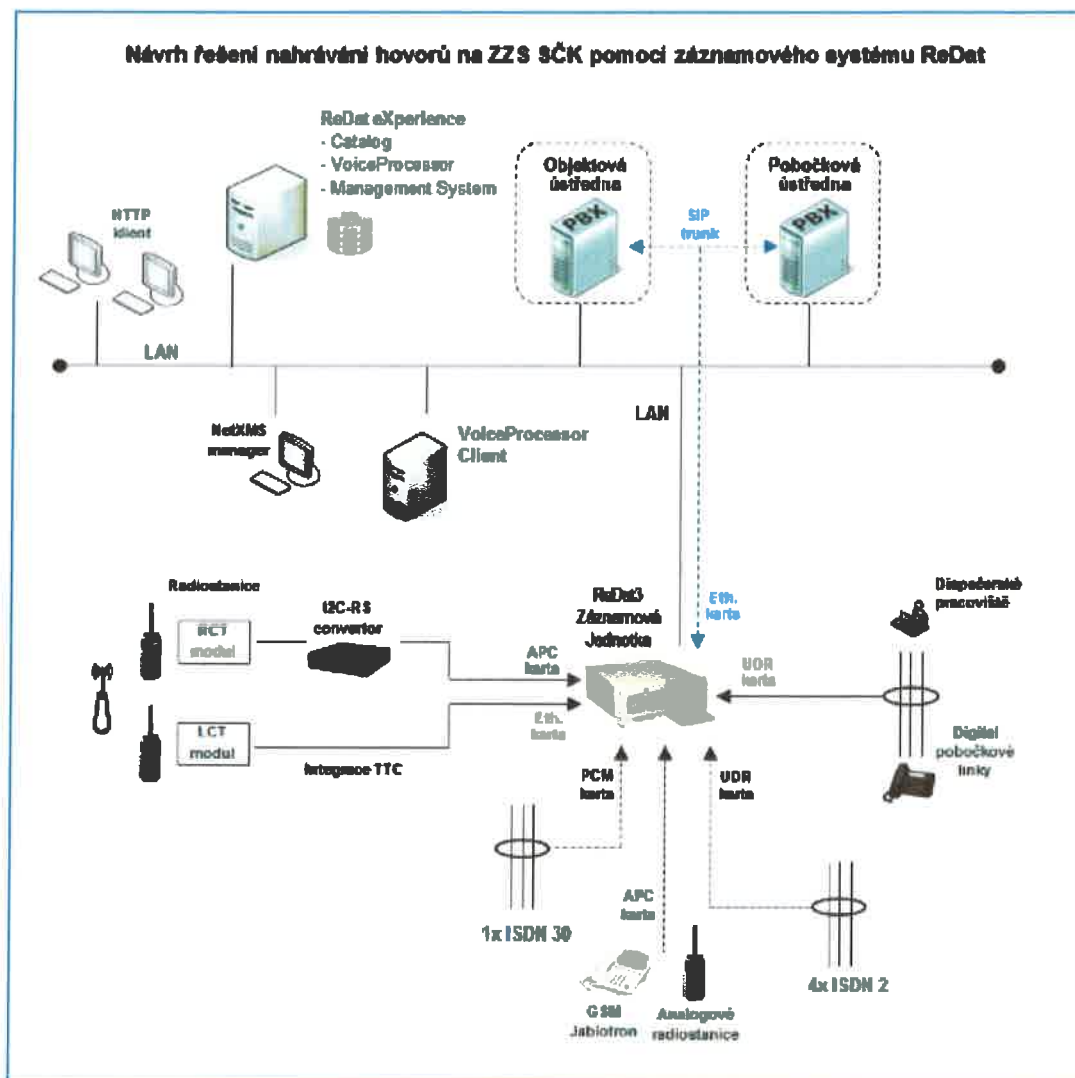 Návrh řešení nahrávání hovorů na ZZS SČK pomocí záznamového systému ReDat
ReDat eXperience
- Catalog
- VoiceProcessor
- Management System
HTTP
klient
Objektová
ústředna
PBX
SIP
trunk
Pobočková
ústředna
PBX
LAN
NetXMS
manager
VoiceProcessor
Client
LAN
Radiostanice
RCT
modul
I2C-RS
convertor
APC
karta
ReDat3
Záznamová
Jednotka
Eth.
karta
UDR
karta
Dispečerské
pracoviště
LCT
modul
Integrace TTC
Eth.
karta
Digital
pobočkové
linky
PCM
karta
UDR
karta
APC
karta
1x ISDN 30
4x ISDN 2
GSM
Jablotron
Analogové
radiostanice